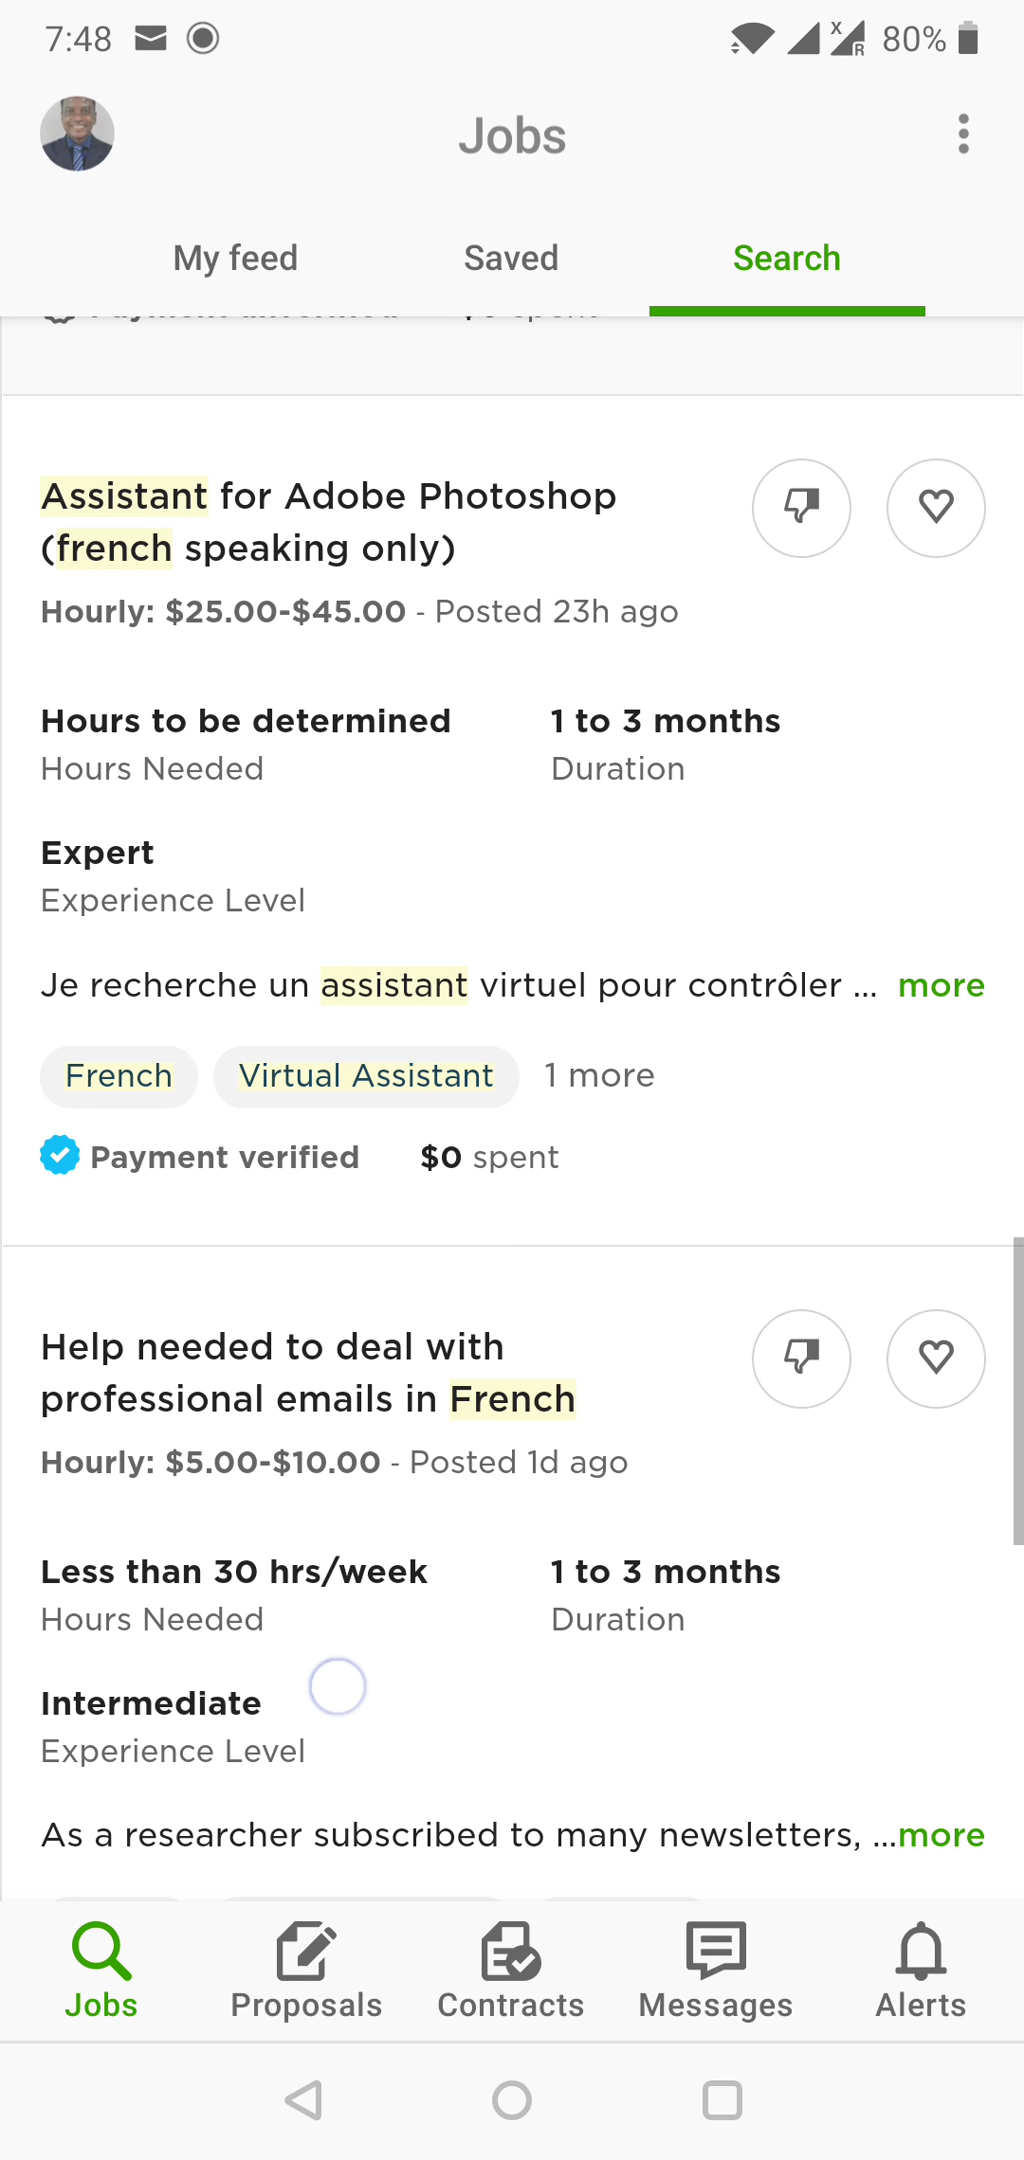 7:48
X
R
80%
Jobs
My feed
Saved
Search
Assistant for Adobe Photoshop
(french speaking only)
Hourly: $25.00-$45.00 - Posted 23h ago
Hours to be determined
Hours Needed
1 to 3 months
Duration
Expert
Experience Level
Je recherche un assistant virtuel pour contrôler ... more
French
Virtual Assistant
1 more
Payment verified
$0 spent
Help needed to deal with
professional emails in French
Hourly: $5.00-$10.00 - Posted 1d ago
Less than 30 hrs/week
Hours Needed
1 to 3 months
Duration
Intermediate
Experience Level
As a researcher subscribed to many newsletters, ...more
Jobs
Proposals
Contracts
Messages
Alerts